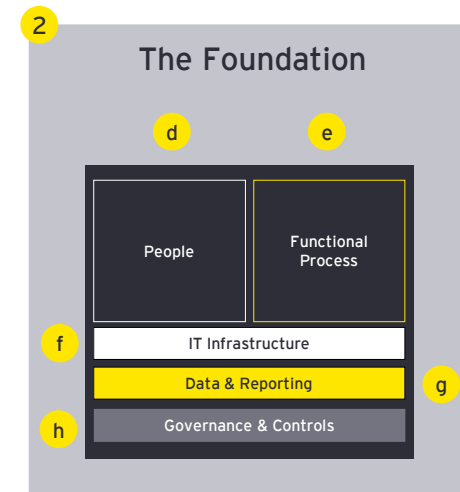 2
The Foundation
d
e
People
Functional
Process
f
IT Infrastructure
Data & Reporting
g
h
Governance & Controls